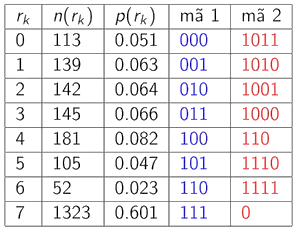 r_k n(r_k) p(r_k) mã 1 mã 2
0 113 0.051 000 1011
1 139 0.063 001 1010
2 142 0.064 010 1001
3 145 0.066 011 1000
4 181 0.082 100 110
5 105 0.047 101 1110
6 52 0.023 110 1111
7 1323 0.601 111 0